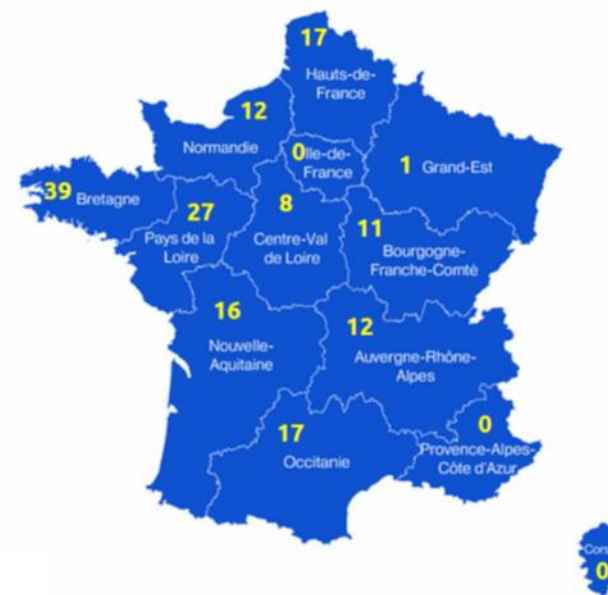 17
Hauts-de-
France
12
Normandie
0
Ile-de-
France
1 Grand-Est
39 Bretagne
27
Pays de la
Loire
8
Centre-Val
de Loire
11
Bourgogne-
Franche-Comté
16
Nouvelle-
Aquitaine
12
Auvergne-Rhône-
Alpes
17
Occitanie
0
Provence-Alpes-
Côte d'Azur
0